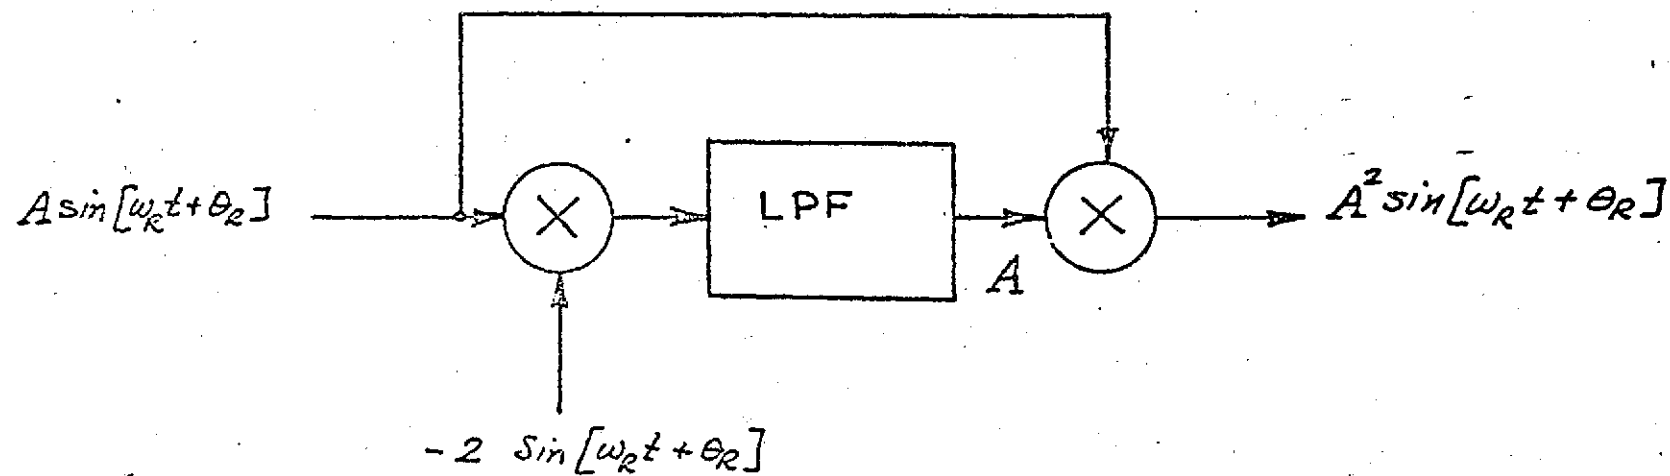 A sin[ω_R t + θ_R]
LPF
A
A² sin[ω_R t + θ_R]
-2 sin[ω_R t + θ_R]